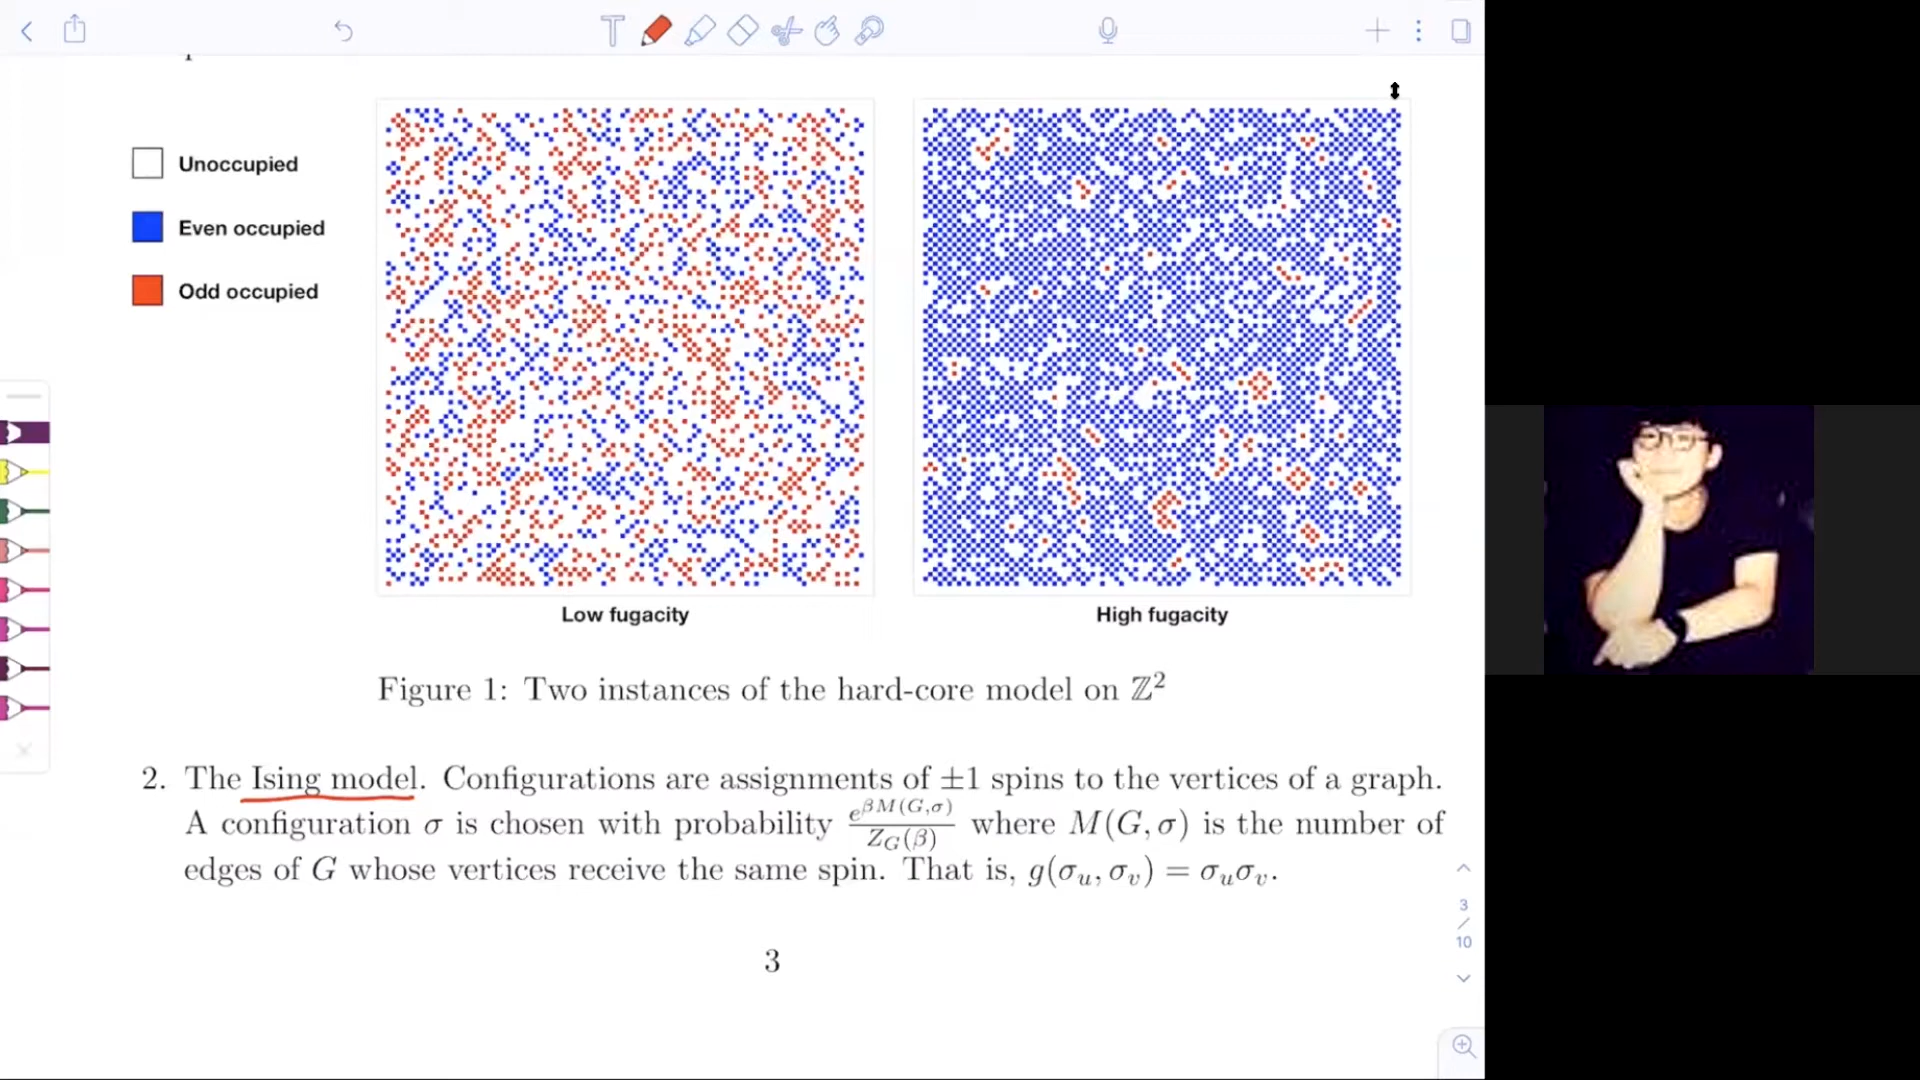 Unoccupied
Even occupied
Odd occupied
Low fugacity
High fugacity
Figure 1: Two instances of the hard-core model on ℤ²
2. The Ising model. Configurations are assignments of ±1 spins to the vertices of a graph.
A configuration σ is chosen with probability e^{βM(G,σ)}/Z_G(β) where M(G, σ) is the number of
edges of G whose vertices receive the same spin. That is, g(σ_u, σ_v) = σ_uσ_v.
3
/
10
3